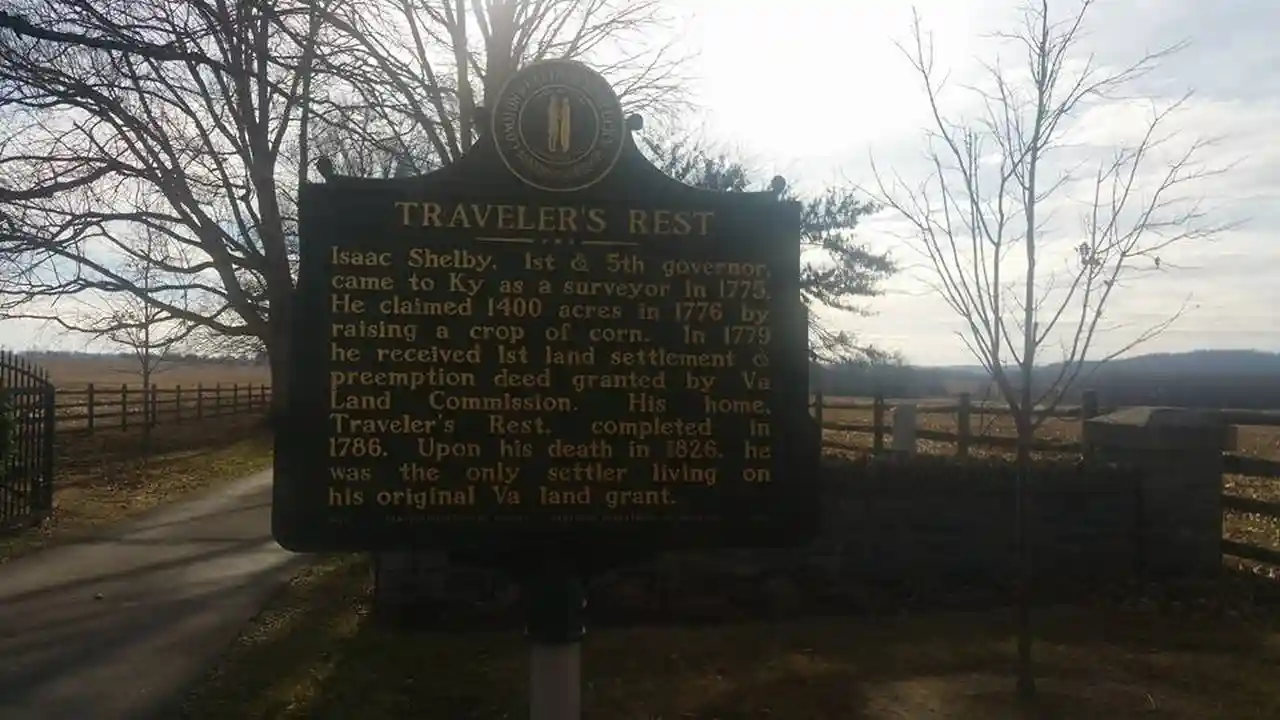 TRAVELER'S REST
Isaac Shelby, 1st & 5th governor,
came to Ky as a surveyor in 1775.
He claimed 1400 acres in 1776 by
raising a crop of corn. In 1779
he received 1st land settlement &
preemption deed granted by Va
Land Commission. His home,
Traveler's Rest, completed in
1786. Upon his death in 1826, he
was the only settler living on
his original Va land grant.